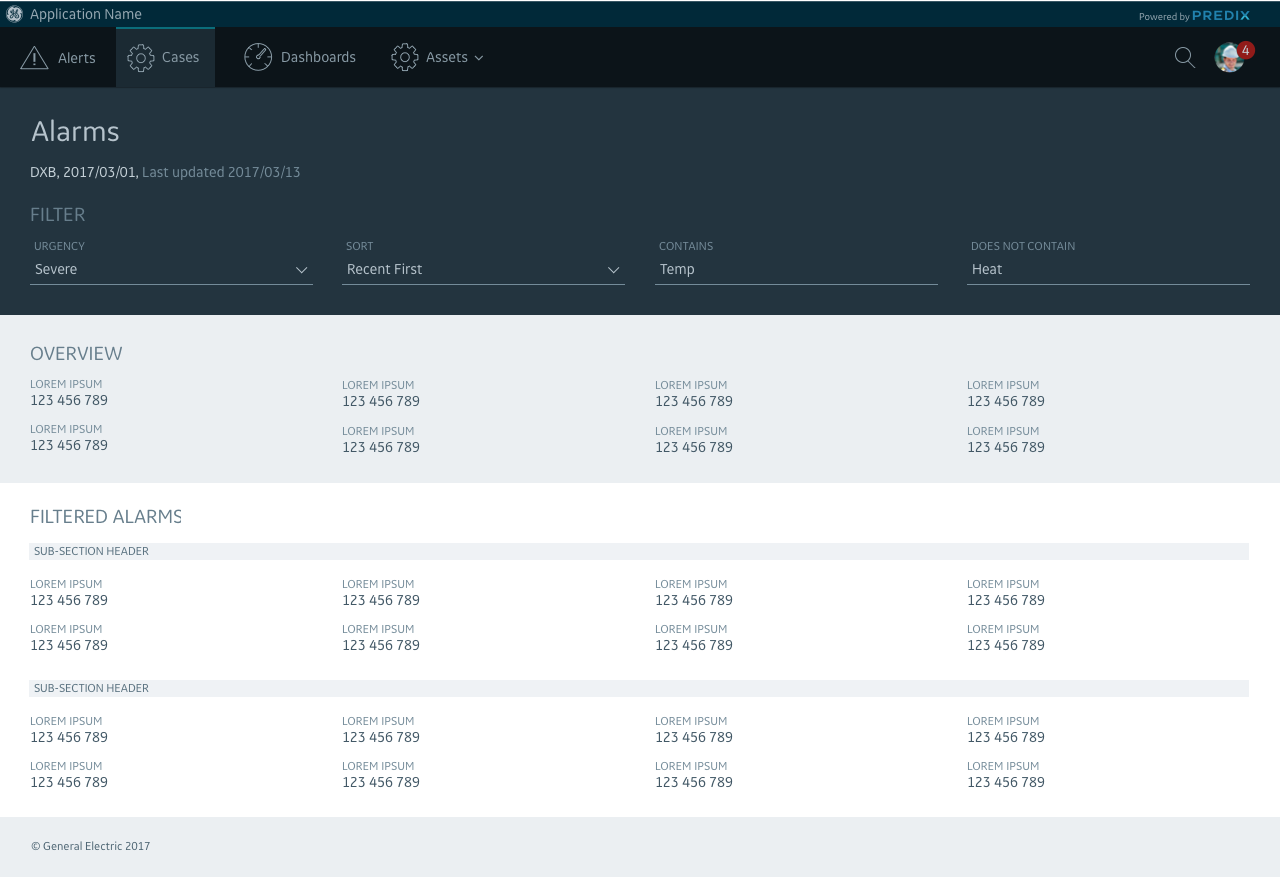 Application Name
Powered by PREDIX
Alerts Cases Dashboards Assets 4
Alarms
DXB, 2017/03/01, Last updated 2017/03/13
FILTER
URGENCY SORT CONTAINS DOES NOT CONTAIN
Severe Recent First Temp Heat
OVERVIEW
LOREM IPSUM LOREM IPSUM LOREM IPSUM LOREM IPSUM
123 456 789 123 456 789 123 456 789 123 456 789
LOREM IPSUM LOREM IPSUM LOREM IPSUM LOREM IPSUM
123 456 789 123 456 789 123 456 789 123 456 789
FILTERED ALARMS
SUB-SECTION HEADER
LOREM IPSUM LOREM IPSUM LOREM IPSUM LOREM IPSUM
123 456 789 123 456 789 123 456 789 123 456 789
LOREM IPSUM LOREM IPSUM LOREM IPSUM LOREM IPSUM
123 456 789 123 456 789 123 456 789 123 456 789
SUB-SECTION HEADER
LOREM IPSUM LOREM IPSUM LOREM IPSUM LOREM IPSUM
123 456 789 123 456 789 123 456 789 123 456 789
LOREM IPSUM LOREM IPSUM LOREM IPSUM LOREM IPSUM
123 456 789 123 456 789 123 456 789 123 456 789
© General Electric 2017